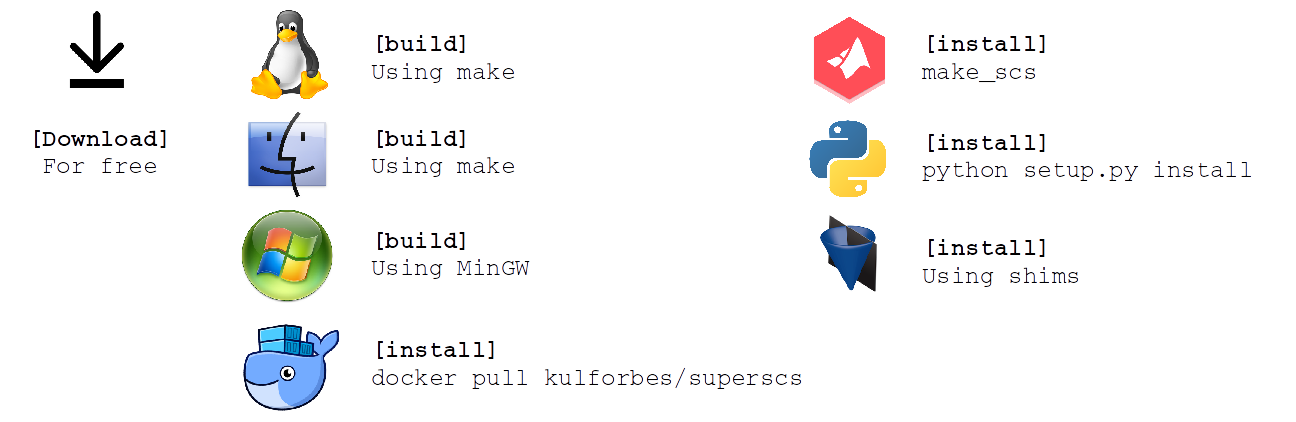 [Download]
For free
[build]
Using make
[build]
Using make
[build]
Using MinGW
[install]
docker pull kulforbes/superscs
[install]
make_scs
[install]
python setup.py install
[install]
Using shims